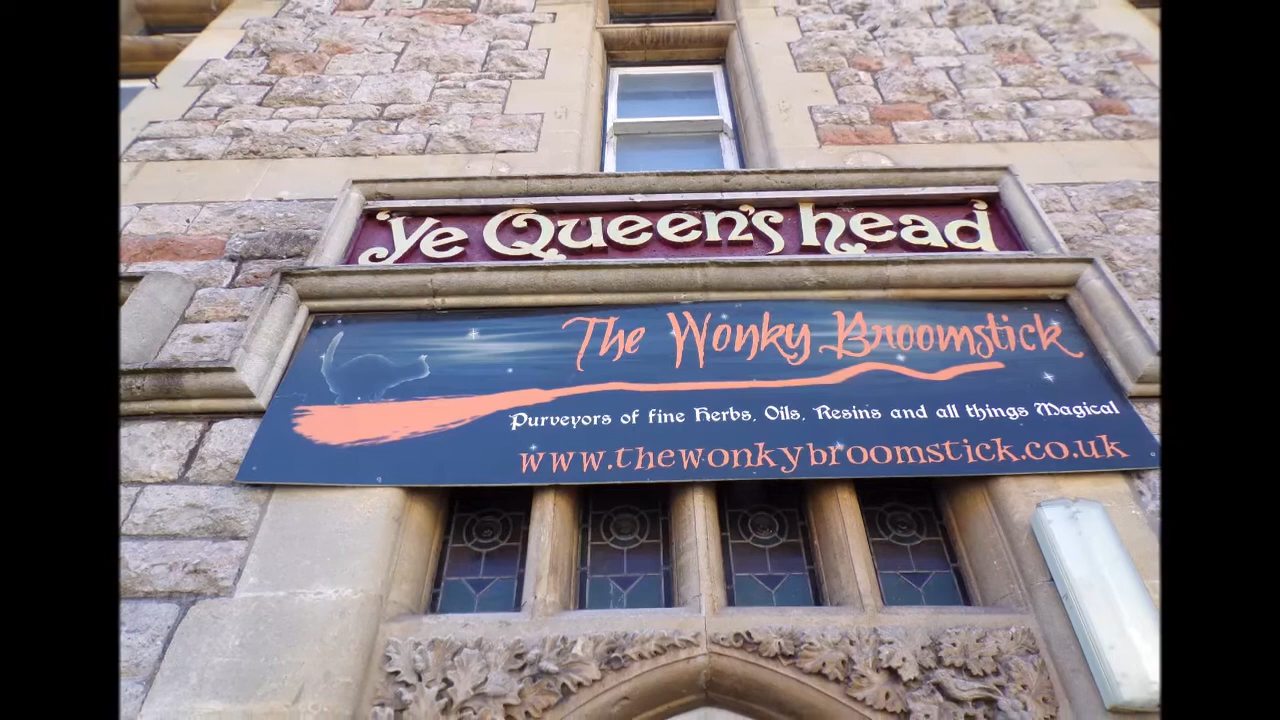 Ye Queen's head
The Wonky Broomstick
Purveyors of fine Herbs, Oils, Resins and all things Magical
www.thewonkybroomstick.co.uk